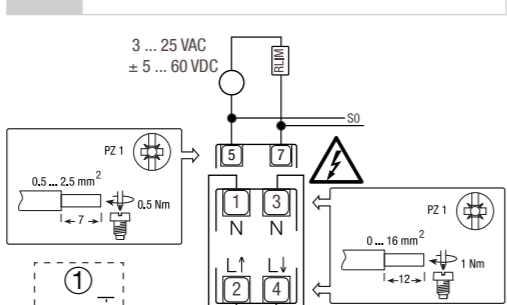 3 ... 25 VAC
± 5 ... 60 VDC
RLIM
S0
5 7
PZ 1
0.5 ... 2.5 mm²
0.5 Nm
7
1 3
N N
PZ 1
0 ... 16 mm²
1 Nm
12
L↑ L↓
2 4
1